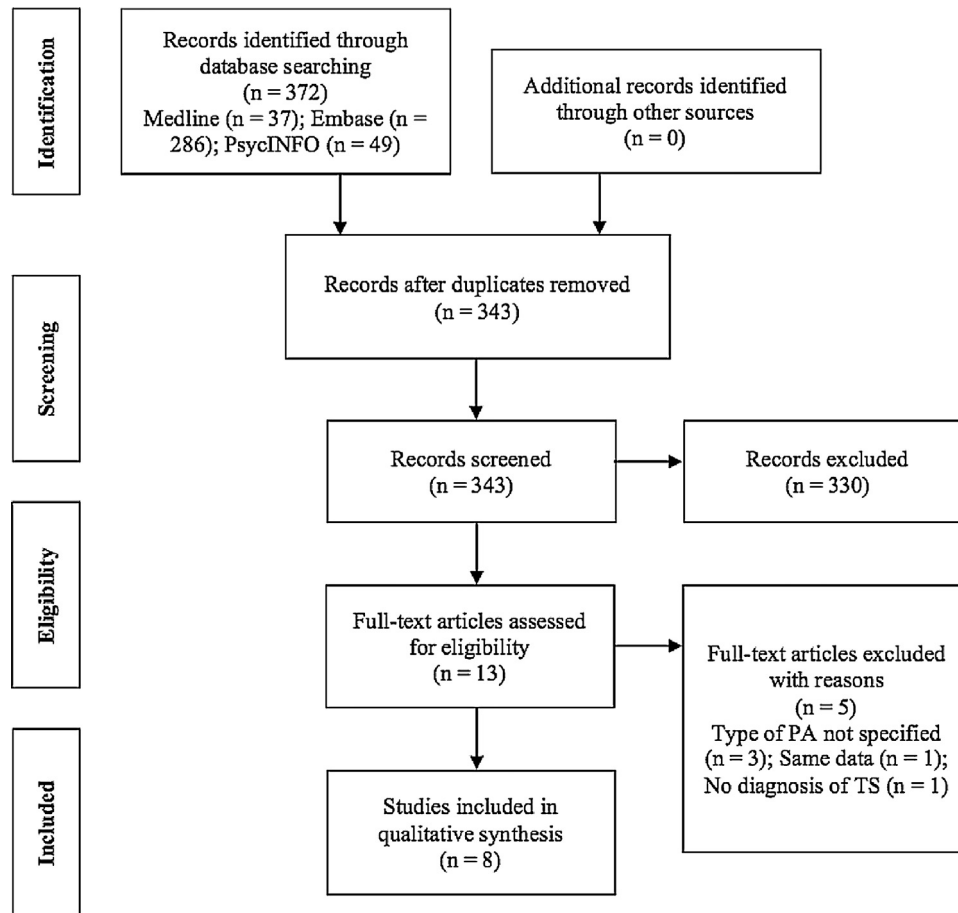 Identification
Records identified through
database searching
(n = 372)
Medline (n = 37); Embase (n =
286); PsycINFO (n = 49)
Additional records identified
through other sources
(n = 0)
Screening
Records after duplicates removed
(n = 343)
Records screened
(n = 343)
Records excluded
(n = 330)
Eligibility
Full-text articles assessed
for eligibility
(n = 13)
Full-text articles excluded
with reasons
(n = 5)
Type of PA not specified
(n = 3); Same data (n = 1);
No diagnosis of TS (n = 1)
Included
Studies included in
qualitative synthesis
(n = 8)